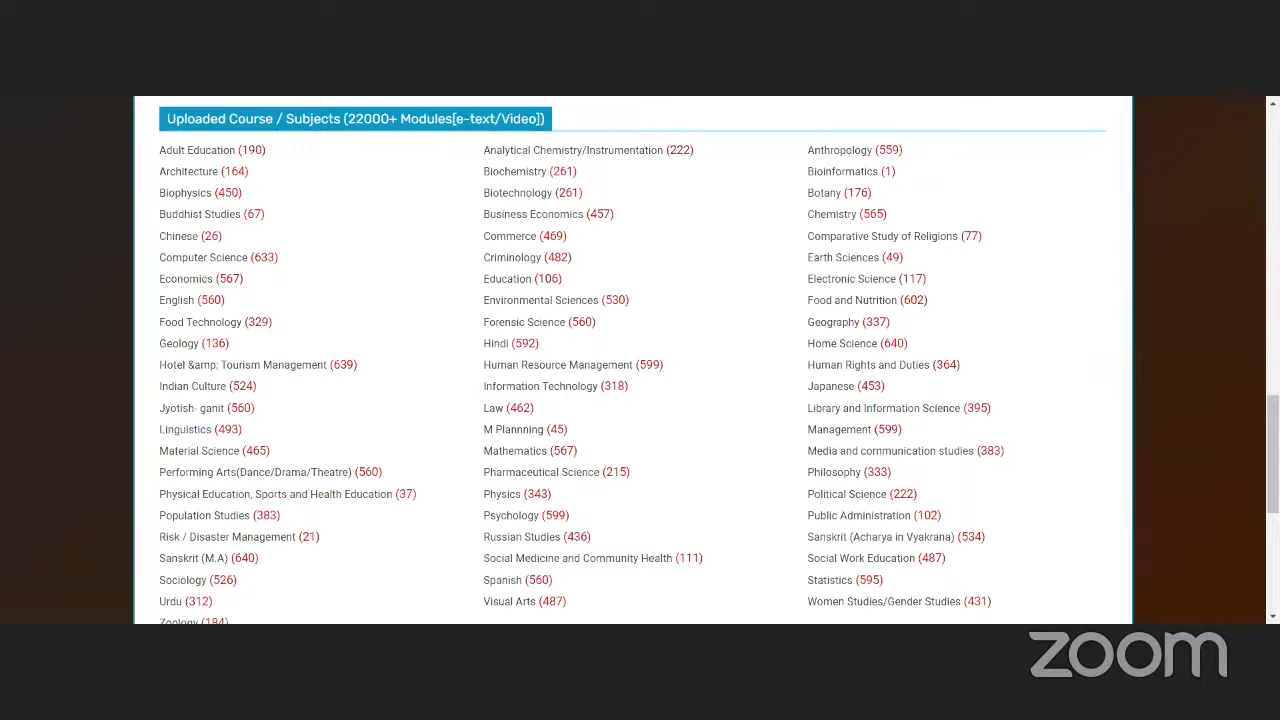 Uploaded Course / Subjects (22000+ Modules[e-text/Video])
Adult Education (190) Analytical Chemistry/Instrumentation (222) Anthropology (559)
Architecture (164) Biochemistry (261) Bioinformatics (1)
Biophysics (450) Biotechnology (261) Botany (176)
Buddhist Studies (67) Business Economics (457) Chemistry (565)
Chinese (26) Commerce (469) Comparative Study of Religions (77)
Computer Science (633) Criminology (482) Earth Sciences (49)
Economics (567) Education (106) Electronic Science (117)
English (560) Environmental Sciences (530) Food and Nutrition (602)
Food Technology (329) Forensic Science (560) Geography (337)
Geology (136) Hindi (592) Home Science (640)
Hotel &amp; Tourism Management (639) Human Resource Management (599) Human Rights and Duties (364)
Indian Culture (524) Information Technology (318) Japanese (453)
Jyotish- ganit (560) Law (462) Library and Information Science (395)
Linguistics (493) M Plannning (45) Management (599)
Material Science (465) Mathematics (567) Media and communication studies (383)
Performing Arts(Dance/Drama/Theatre) (560) Pharmaceutical Science (215) Philosophy (333)
Physical Education, Sports and Health Education (37) Physics (343) Political Science (222)
Population Studies (383) Psychology (599) Public Administration (102)
Risk / Disaster Management (21) Russian Studies (436) Sanskrit (Acharya in Vyakrana) (534)
Sanskrit (M.A) (640) Social Medicine and Community Health (111) Social Work Education (487)
Sociology (526) Spanish (560) Statistics (595)
Urdu (312) Visual Arts (487) Women Studies/Gender Studies (431)
Zoology (184)
zoom